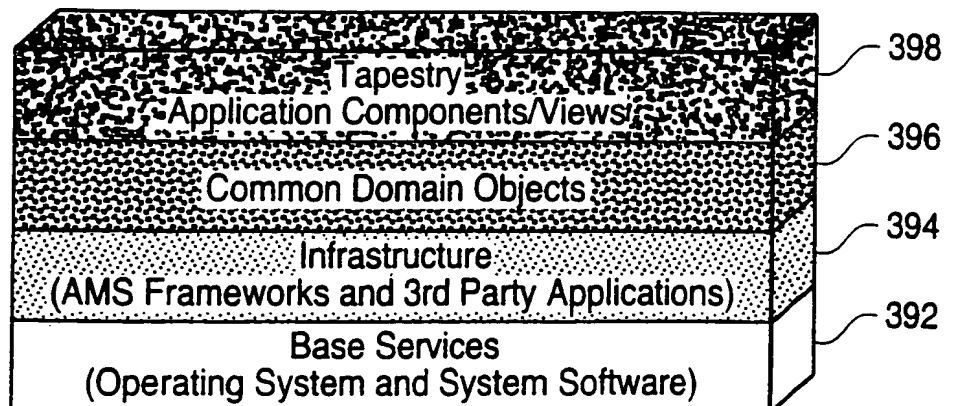 Tapestry
Application Components/Views
398
Common Domain Objects
396
Infrastructure
(AMS Frameworks and 3rd Party Applications)
394
Base Services
(Operating System and System Software)
392